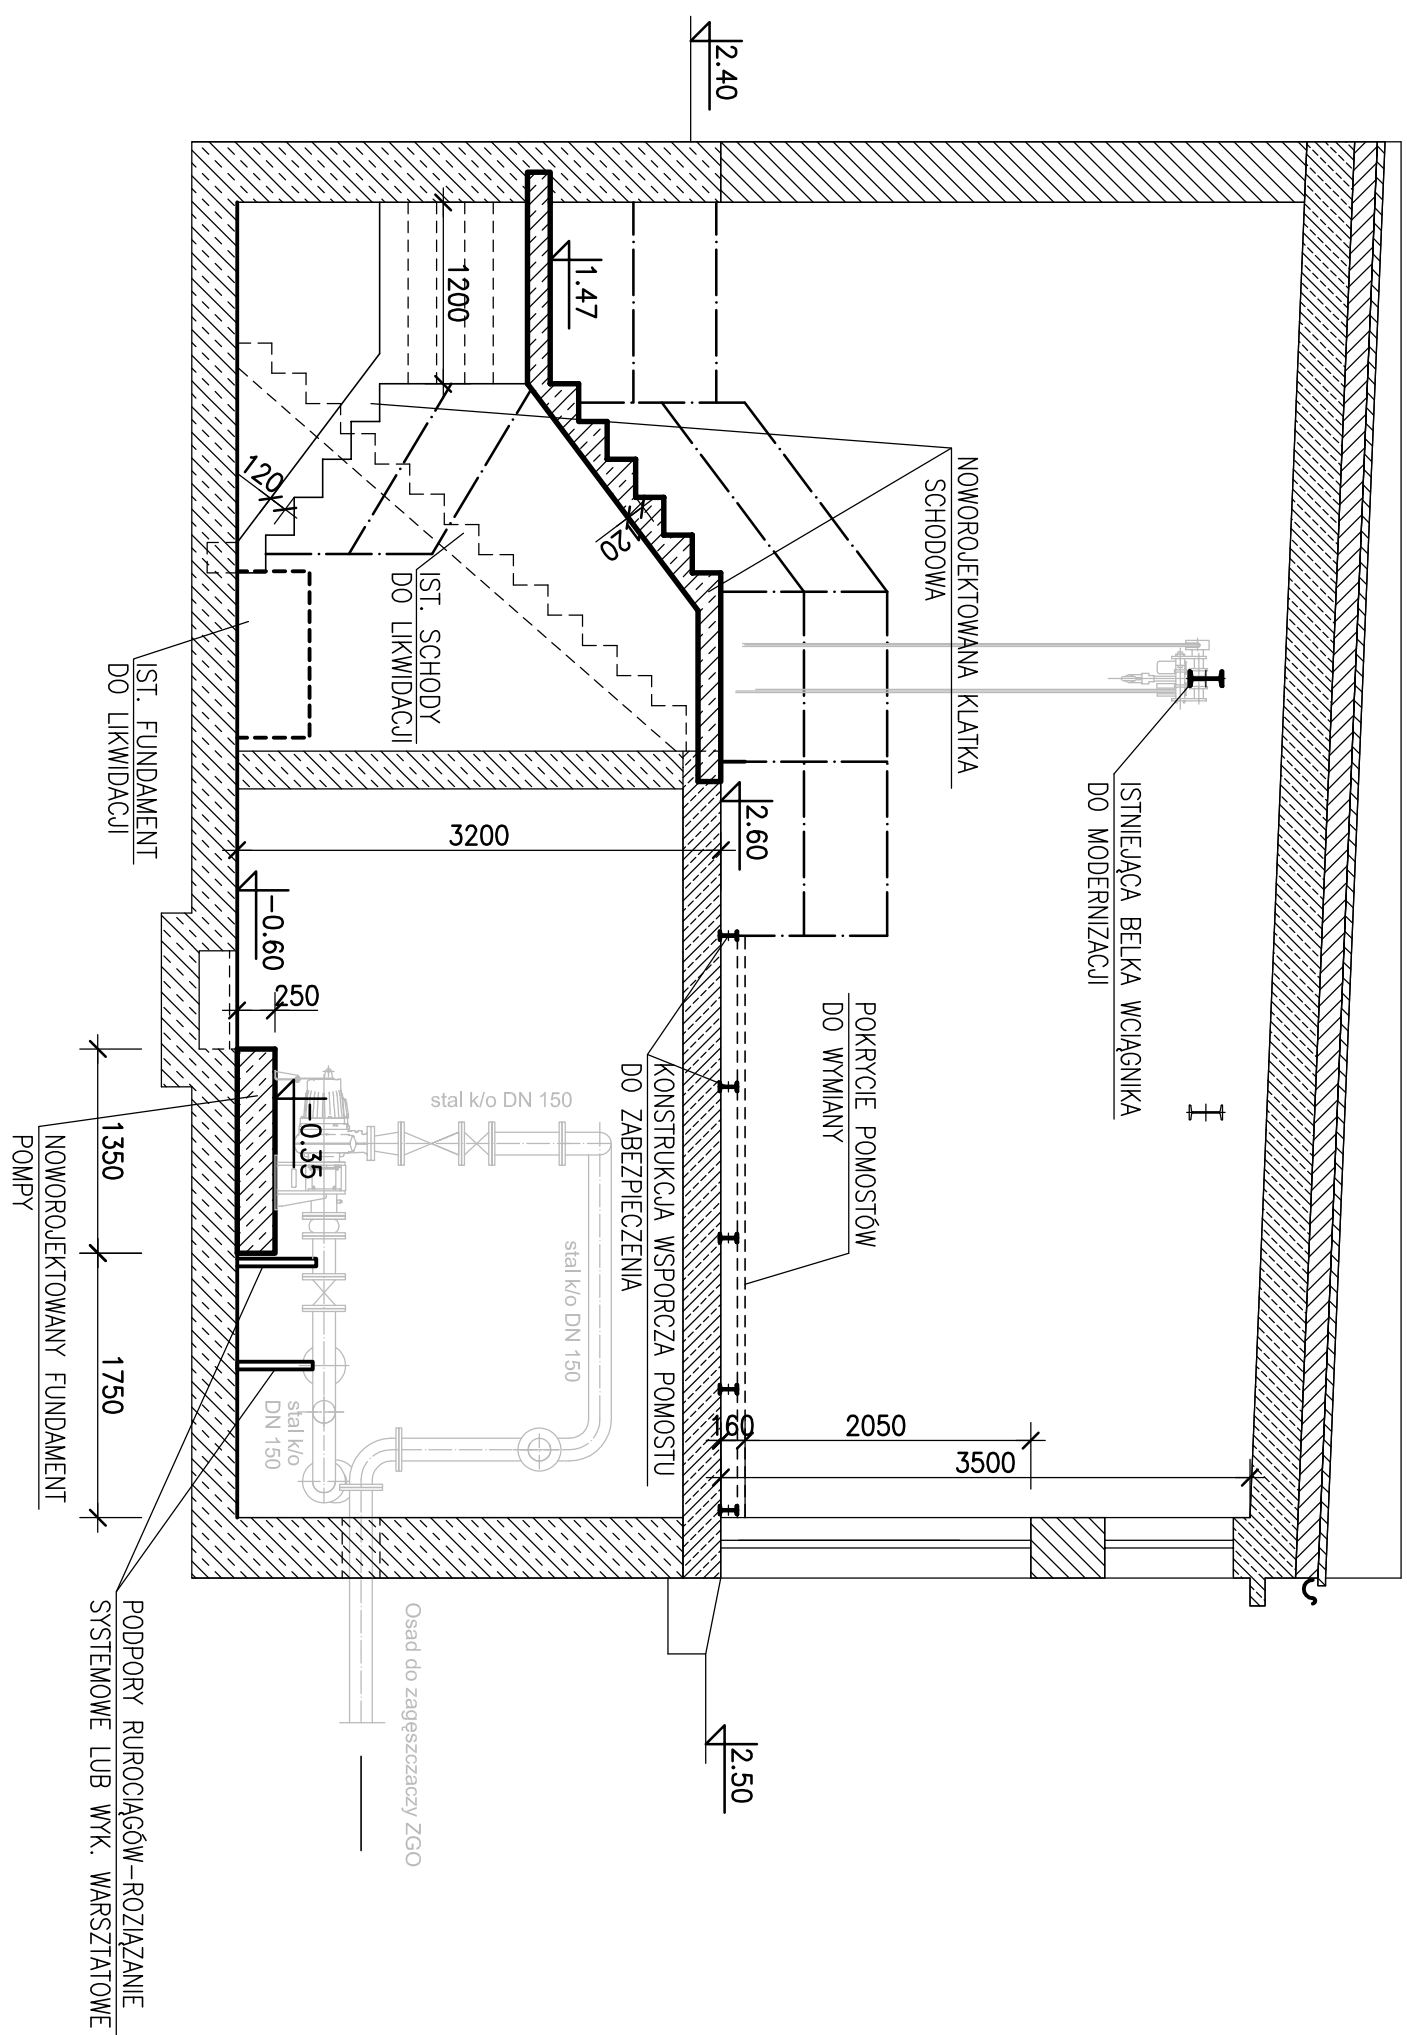 2.40
1.47
1200
120
120
NOWOROJEKTOWANA KLATKA
SCHODOWA
IST. SCHODY
DO LIKWIDACJI
IST. FUNDAMENT
DO LIKWIDACJI
ISTNIEJĄCA BELKA WCIĄGNIKA
DO MODERNIZACJI
2.60
3200
-0.60
250
-0.35
POKRYCIE POMOSTÓW
DO WYMIANY
KONSTRUKCJA WSPORCZA POMOSTU
DO ZABEZPIECZENIA
stal k/o DN 150
stal k/o DN 150
stal k/o
DN 150
160
2050
3500
1350
1750
NOWOROJEKTOWANY FUNDAMENT
POMPY
PODPORY RUROCIĄGÓW-ROZIĄZANIE
SYSTEMOWE LUB WYK. WARSZTATOWE
Osad do zagęszczaczy ZGO
2.50